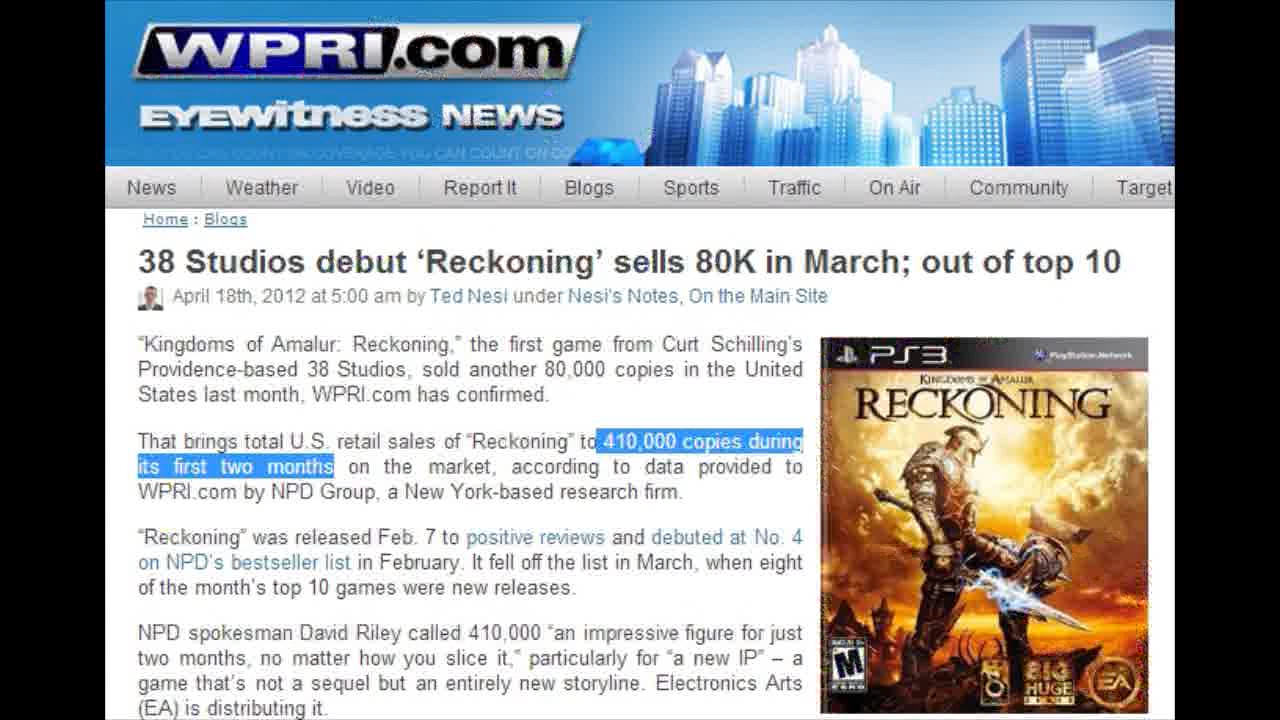 WPRI.com
EYEwitness NEWS
News Weather Video Report It Blogs Sports Traffic On Air Community Target
Home : Blogs
38 Studios debut ‘Reckoning’ sells 80K in March; out of top 10
April 18th, 2012 at 5:00 am by Ted Nesi under Nesi's Notes, On the Main Site
“Kingdoms of Amalur: Reckoning,” the first game from Curt Schilling’s
Providence-based 38 Studios, sold another 80,000 copies in the United
States last month, WPRI.com has confirmed.
That brings total U.S. retail sales of “Reckoning” to 410,000 copies during
its first two months on the market, according to data provided to
WPRI.com by NPD Group, a New York-based research firm.
“Reckoning” was released Feb. 7 to positive reviews and debuted at No. 4
on NPD’s bestseller list in February. It fell off the list in March, when eight
of the month’s top 10 games were new releases.
NPD spokesman David Riley called 410,000 “an impressive figure for just
two months, no matter how you slice it,” particularly for “a new IP” – a
game that’s not a sequel but an entirely new storyline. Electronics Arts
(EA) is distributing it.
PS3 PlayStation Network
KINGDOMS OF AMALUR
RECKONING
M
38
BIG
HUGE
GAMES
EA